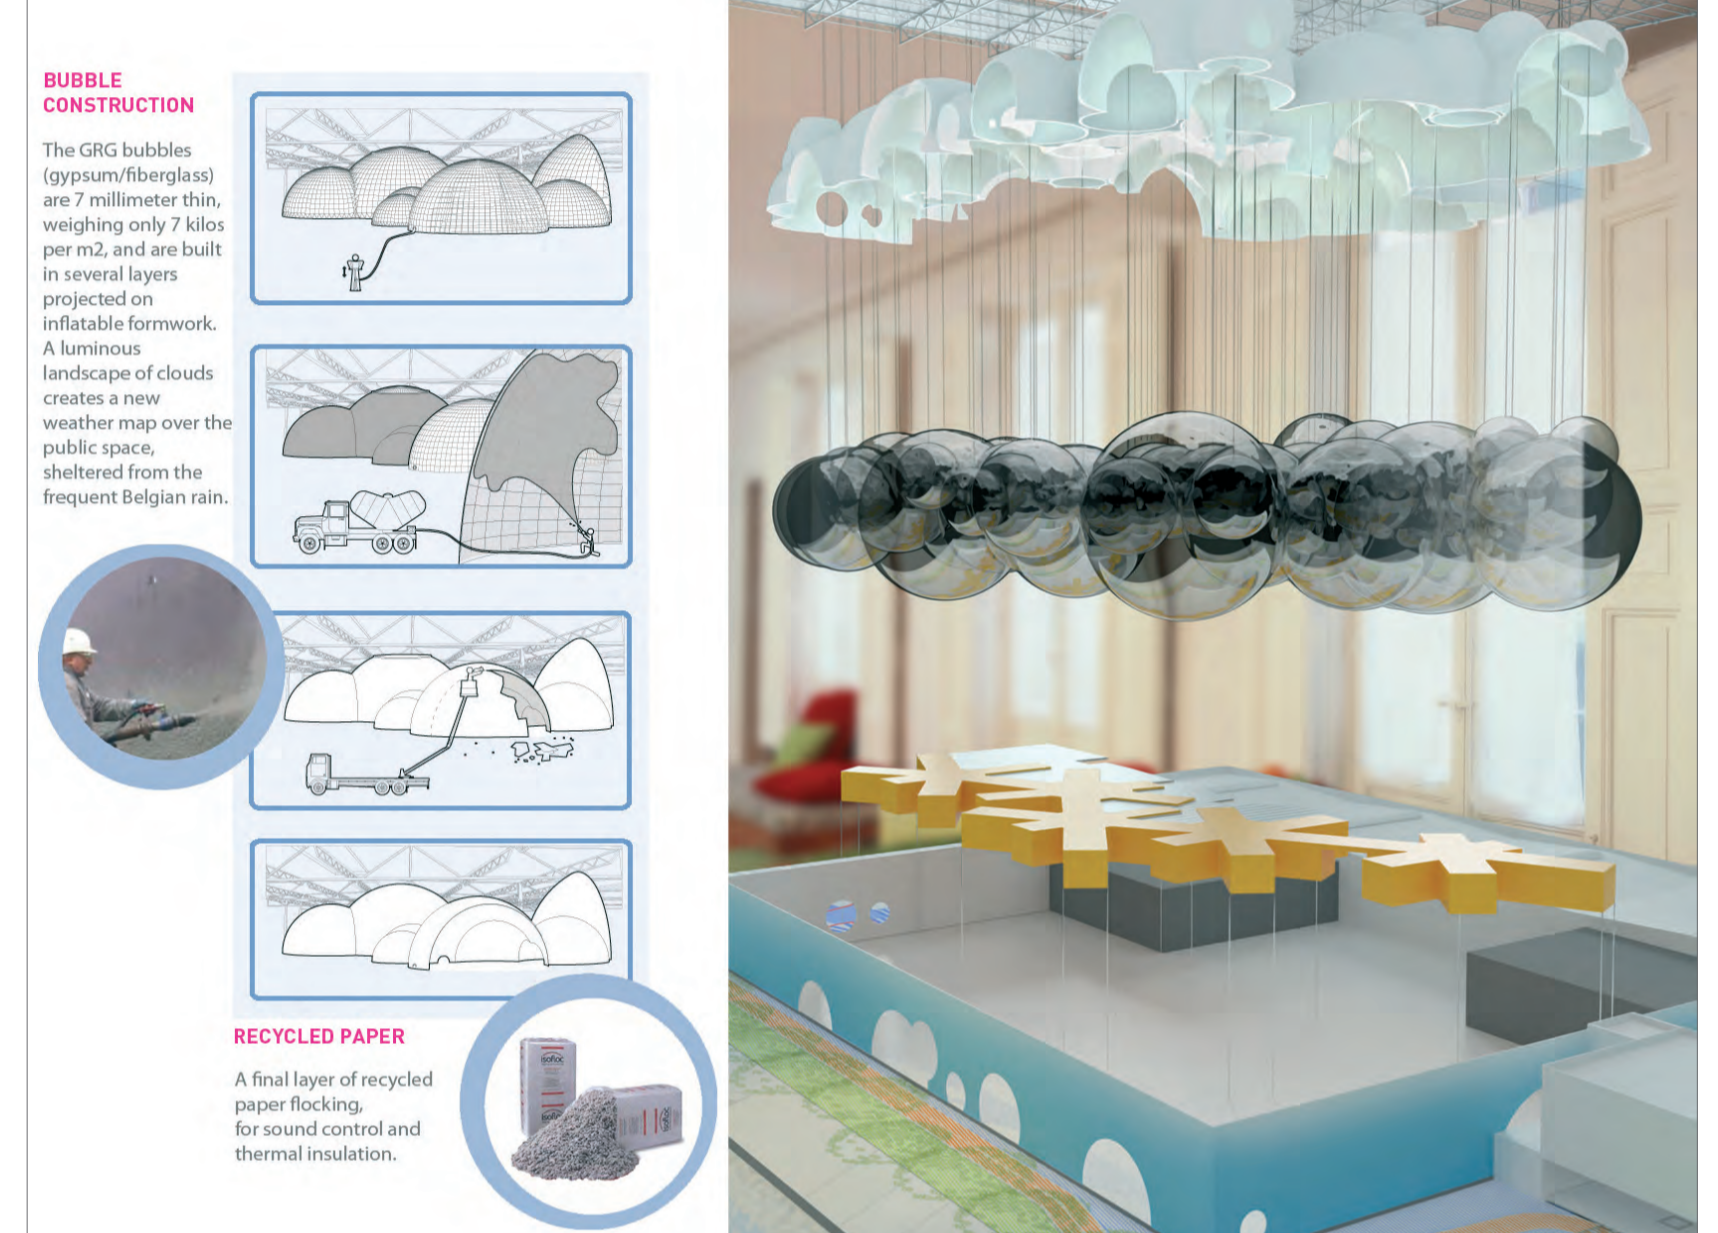 BUBBLE
CONSTRUCTION
The GRG bubbles
(gypsum/fiberglass)
are 7 millimeter thin,
weighing only 7 kilos
per m2, and are built
in several layers
projected on
inflatable formwork.
A luminous
landscape of clouds
creates a new
weather map over the
public space,
sheltered from the
frequent Belgian rain.
RECYCLED PAPER
A final layer of recycled
paper flocking,
for sound control and
thermal insulation.
isofloc
isofloc
isofloc